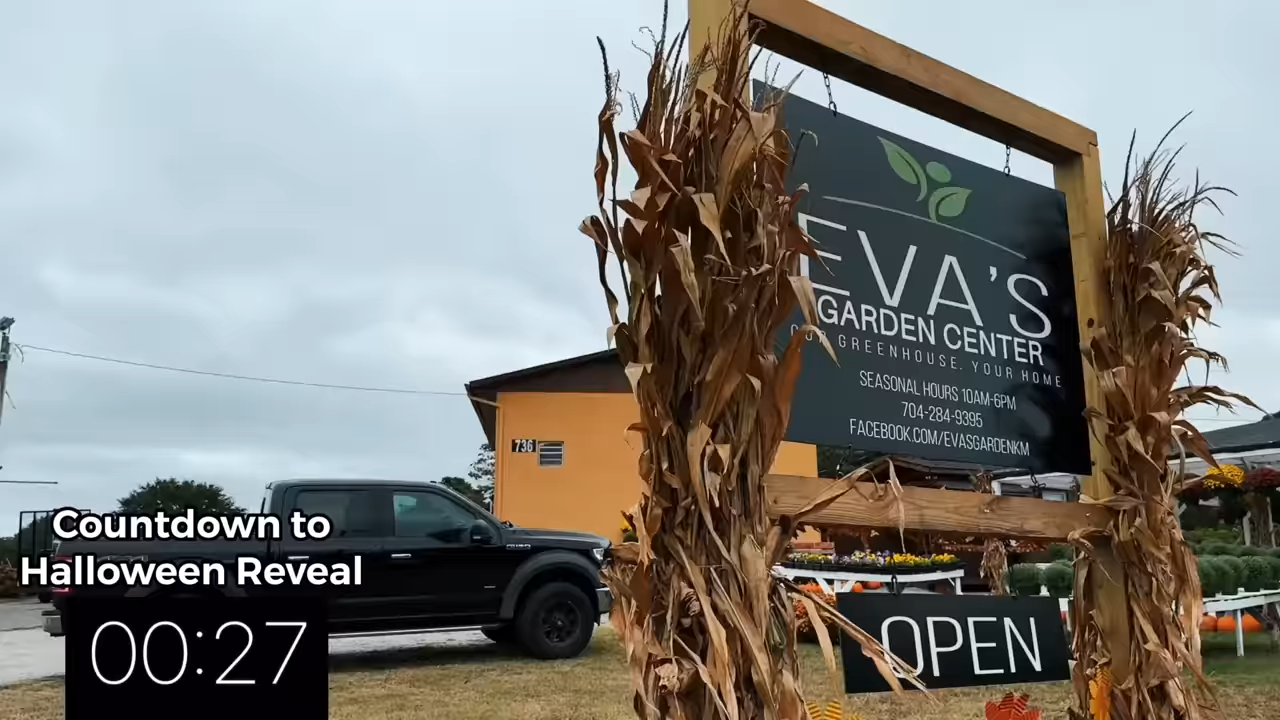 EVA'S
GARDEN CENTER
OUR GREENHOUSE. YOUR HOME
SEASONAL HOURS 10AM-6PM
704-284-9395
FACEBOOK.COM/EVASGARDENKM
736
OPEN
Countdown to
Halloween Reveal
00:27